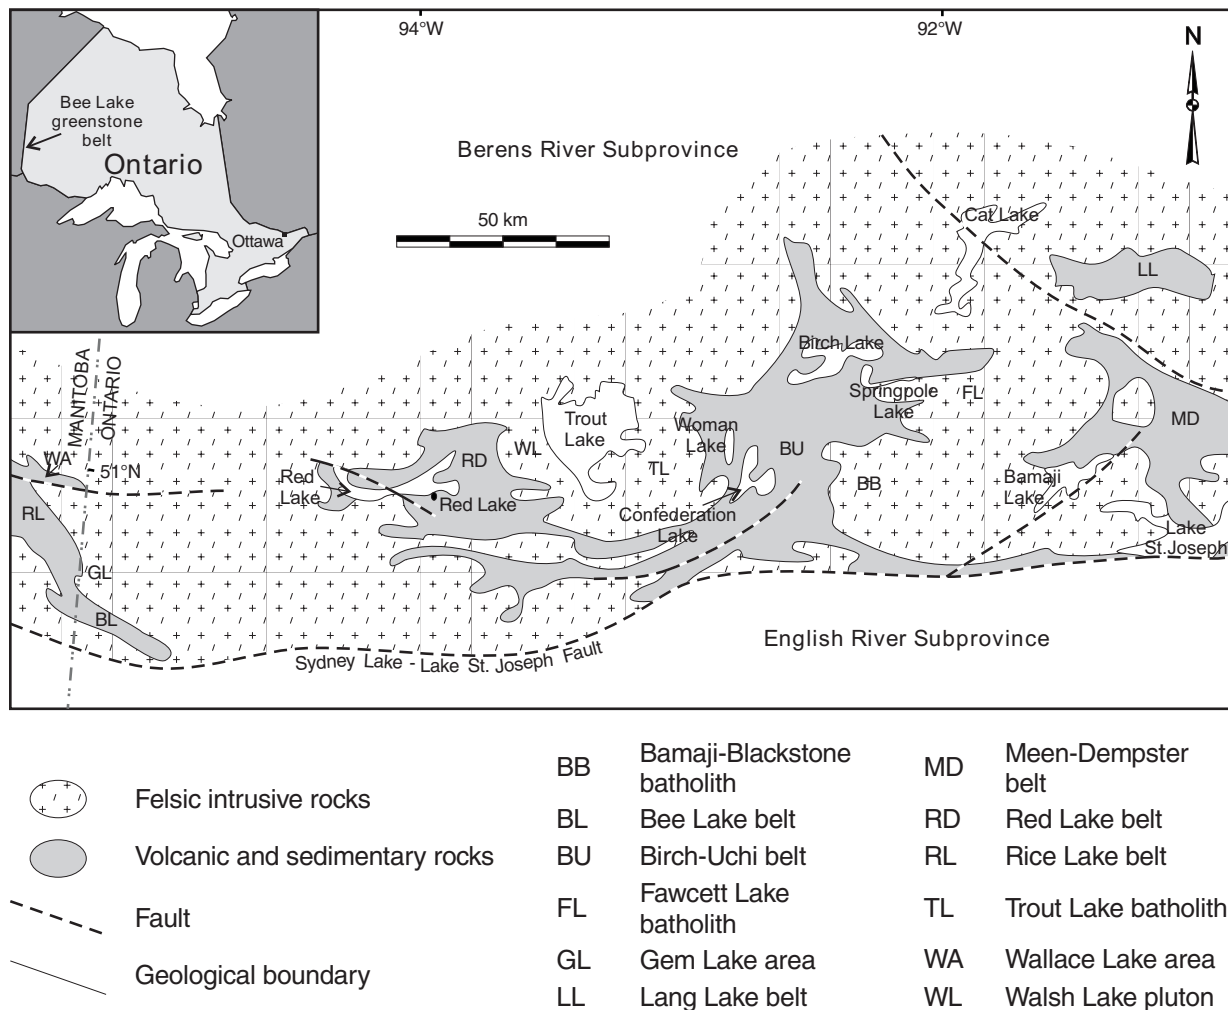 94°W
92°W
N
Bee Lake
greenstone
belt
Ontario
Ottawa
Berens River Subprovince
50 km
Cat Lake
LL
MANITOBA
ONTARIO
Birch Lake
Springpole
Lake
FL
Trout
Lake
Woman
Lake
MD
WL
BU
WA
51°N
RD
TL
Red
Lake
Red Lake
BB
Bamaji
Lake
RL
Confederation
Lake
Lake
St.Joseph
GL
BL
English River Subprovince
Sydney Lake - Lake St. Joseph Fault
Felsic intrusive rocks
Volcanic and sedimentary rocks
Fault
Geological boundary
BB Bamaji-Blackstone
batholith
BL Bee Lake belt
BU Birch-Uchi belt
FL Fawcett Lake
batholith
GL Gem Lake area
LL Lang Lake belt
MD Meen-Dempster
belt
RD Red Lake belt
RL Rice Lake belt
TL Trout Lake batholith
WA Wallace Lake area
WL Walsh Lake pluton